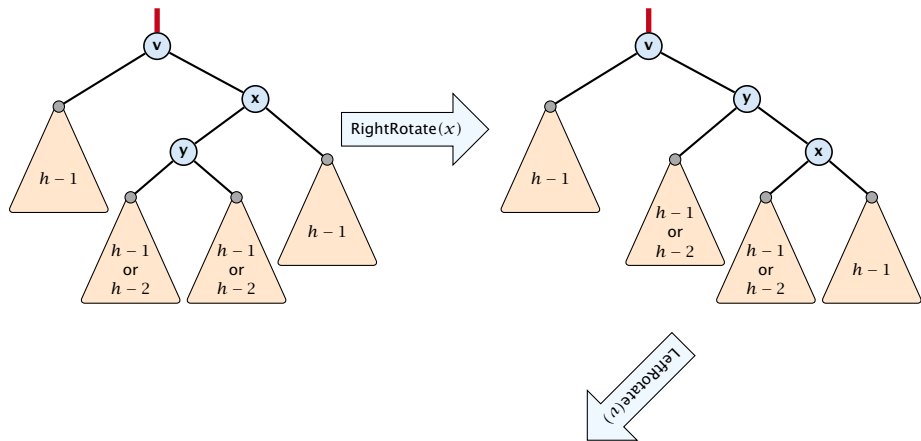 v
x
y
h − 1
h − 1
or
h − 2
h − 1
or
h − 2
h − 1
RightRotate(x)
v
y
x
h − 1
h − 1
or
h − 2
h − 1
or
h − 2
h − 1
LeftRotate(v)